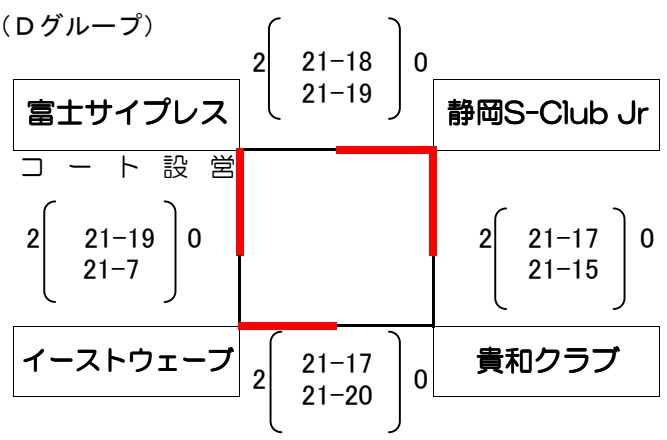 (Dグループ)
2 21-18 0
21-19
富士サイプレス
静岡S-Club Jr
コート設営
2 21-19 0
21-7
2 21-17 0
21-15
イーストウェーブ
貴和クラブ
2 21-17 0
21-20